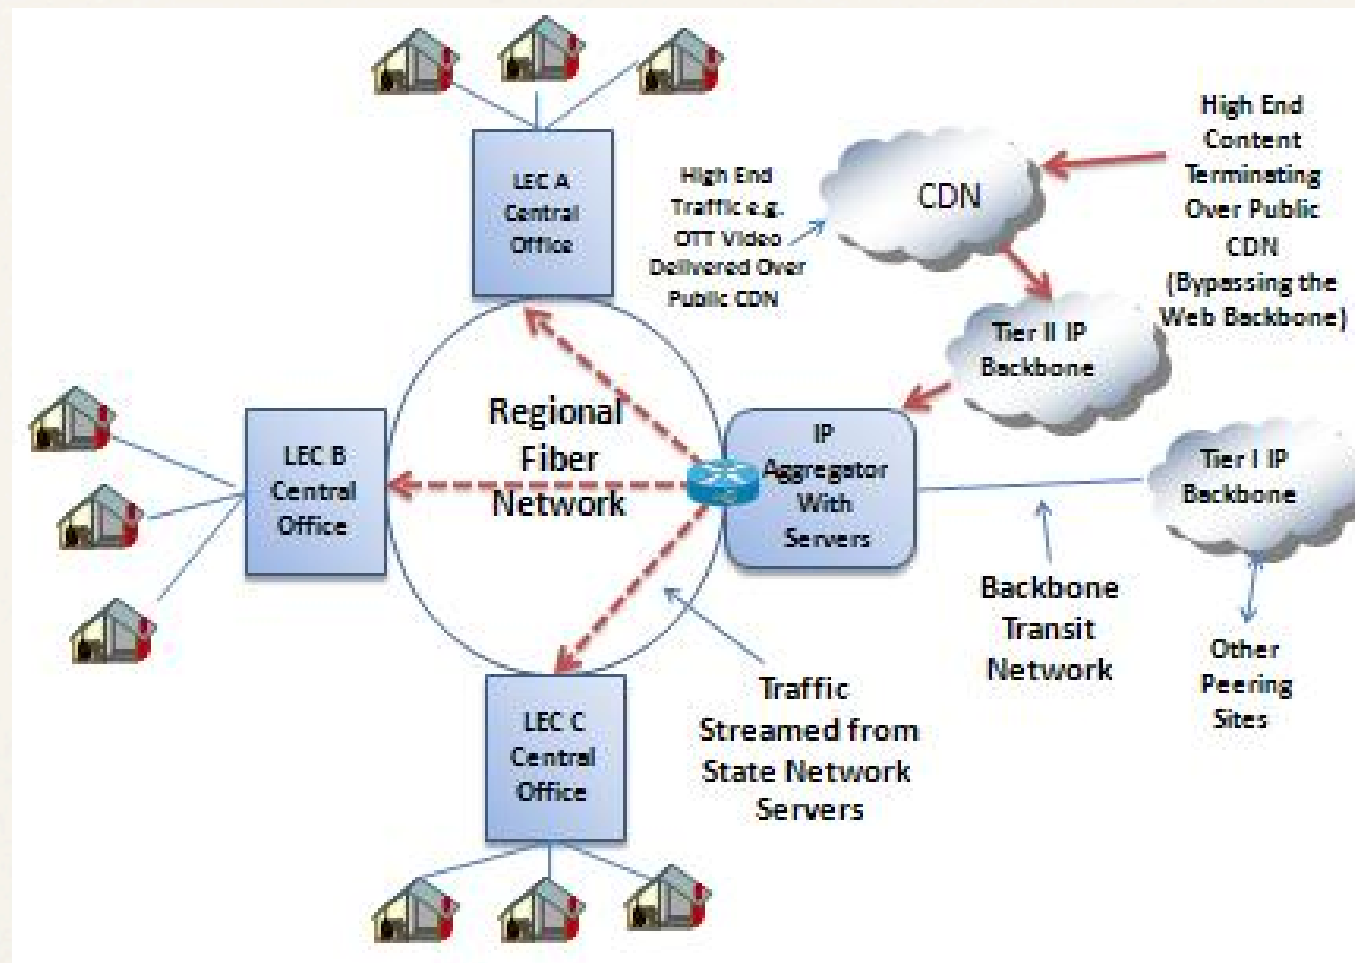 LEC A
Central
Office
High End
Traffic e.g.
OTT Video
Delivered Over
Public CDN
CDN
High End
Content
Terminating
Over Public
CDN
(Bypassing the
Web Backbone)
Tier II IP
Backbone
Regional
Fiber
Network
LEC B
Central
Office
IP
Aggregator
With
Servers
Tier I IP
Backbone
Backbone
Transit
Network
Other
Peering
Sites
LEC C
Central
Office
Traffic
Streamed from
State Network
Servers